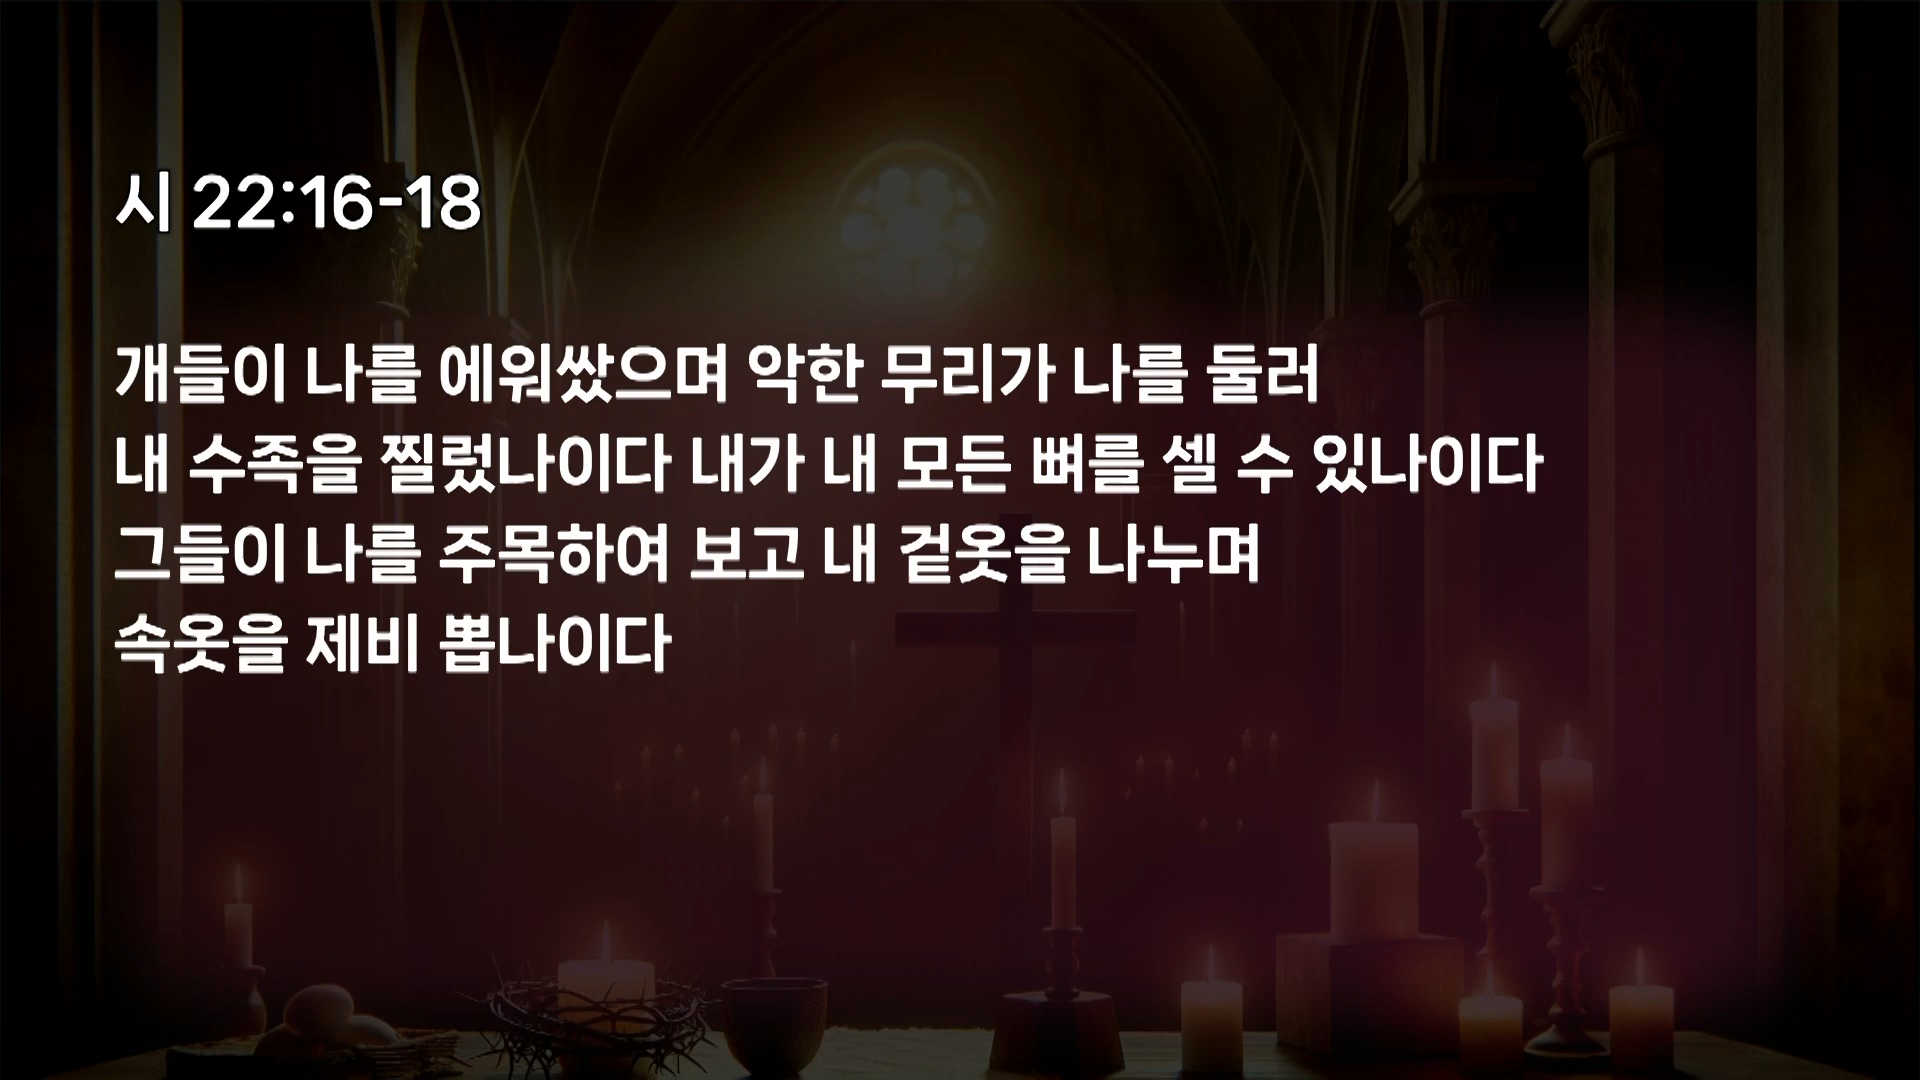 시 22:16-18
개들이 나를 에워쌌으며 악한 무리가 나를 둘러
내 수족을 찔렀나이다 내가 내 모든 뼈를 셀 수 있나이다
그들이 나를 주목하여 보고 내 겉옷을 나누며
속옷을 제비 뽑나이다